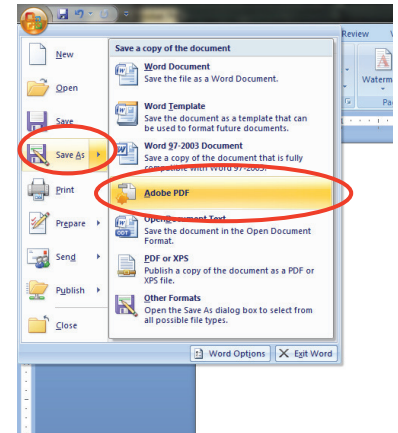 Review
V
New
Open
Save
Save As
Print
Prepare
Send
Publish
Close
Save a copy of the document
Word Document
Save the file as a Word Document.
Word Template
Save the document as a template that can
be used to format future documents.
Word 97-2003 Document
Save a copy of the document that is fully
compatible with Word 97-2003.
Adobe PDF
OpenDocument Text
Save the document in the Open Document
Format.
PDF or XPS
Publish a copy of the document as a PDF or
XPS file.
Other Formats
Open the Save As dialog box to select from
all possible file types.
Word Options
Exit Word
Waterm
Pa